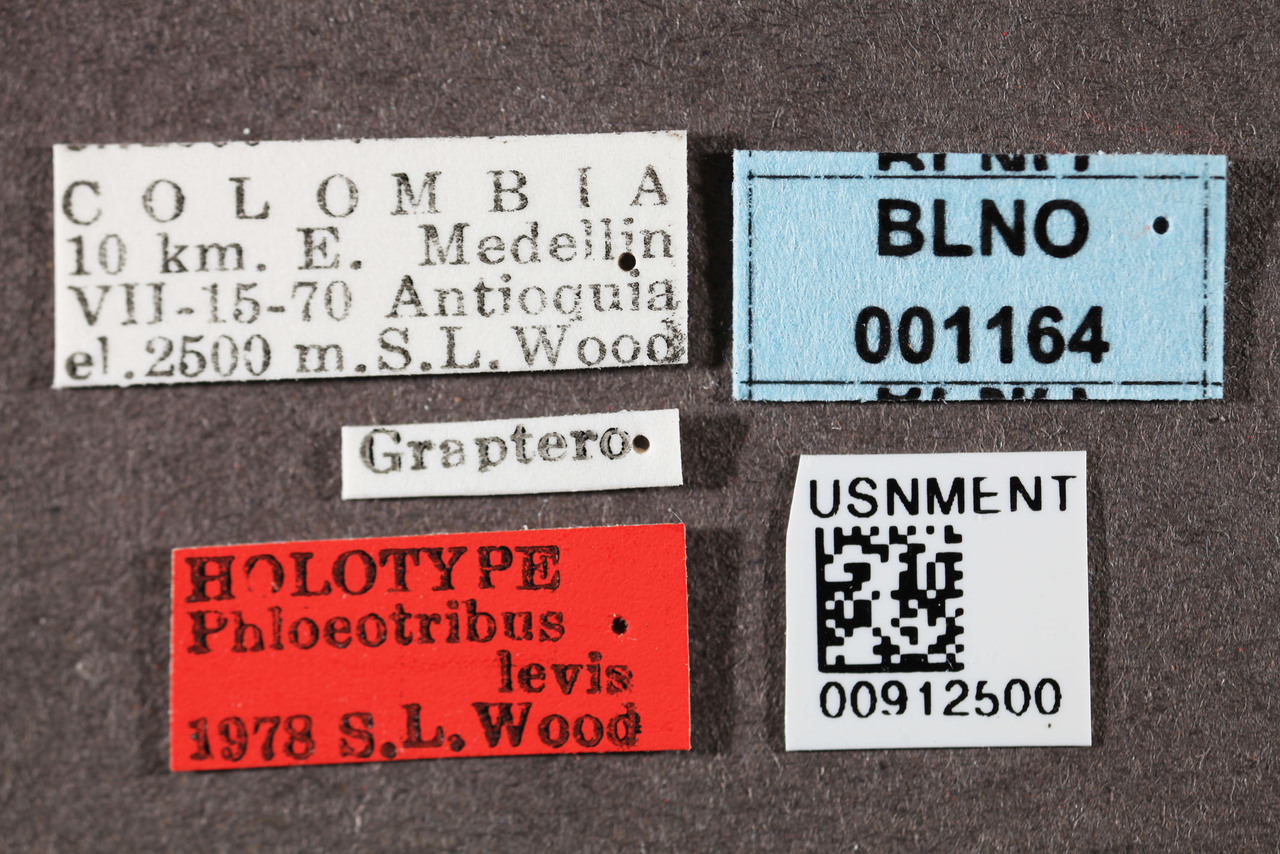 C O L O M B I A
10 km. E. Medellin
VII-15-70 Antioquia
el.2500 m.S.L.Wood
Graptero
HOLOTYPE
Phloeotribus
levis
1978 S.L.Wood
BLNO
001164
USNMENT
00912500